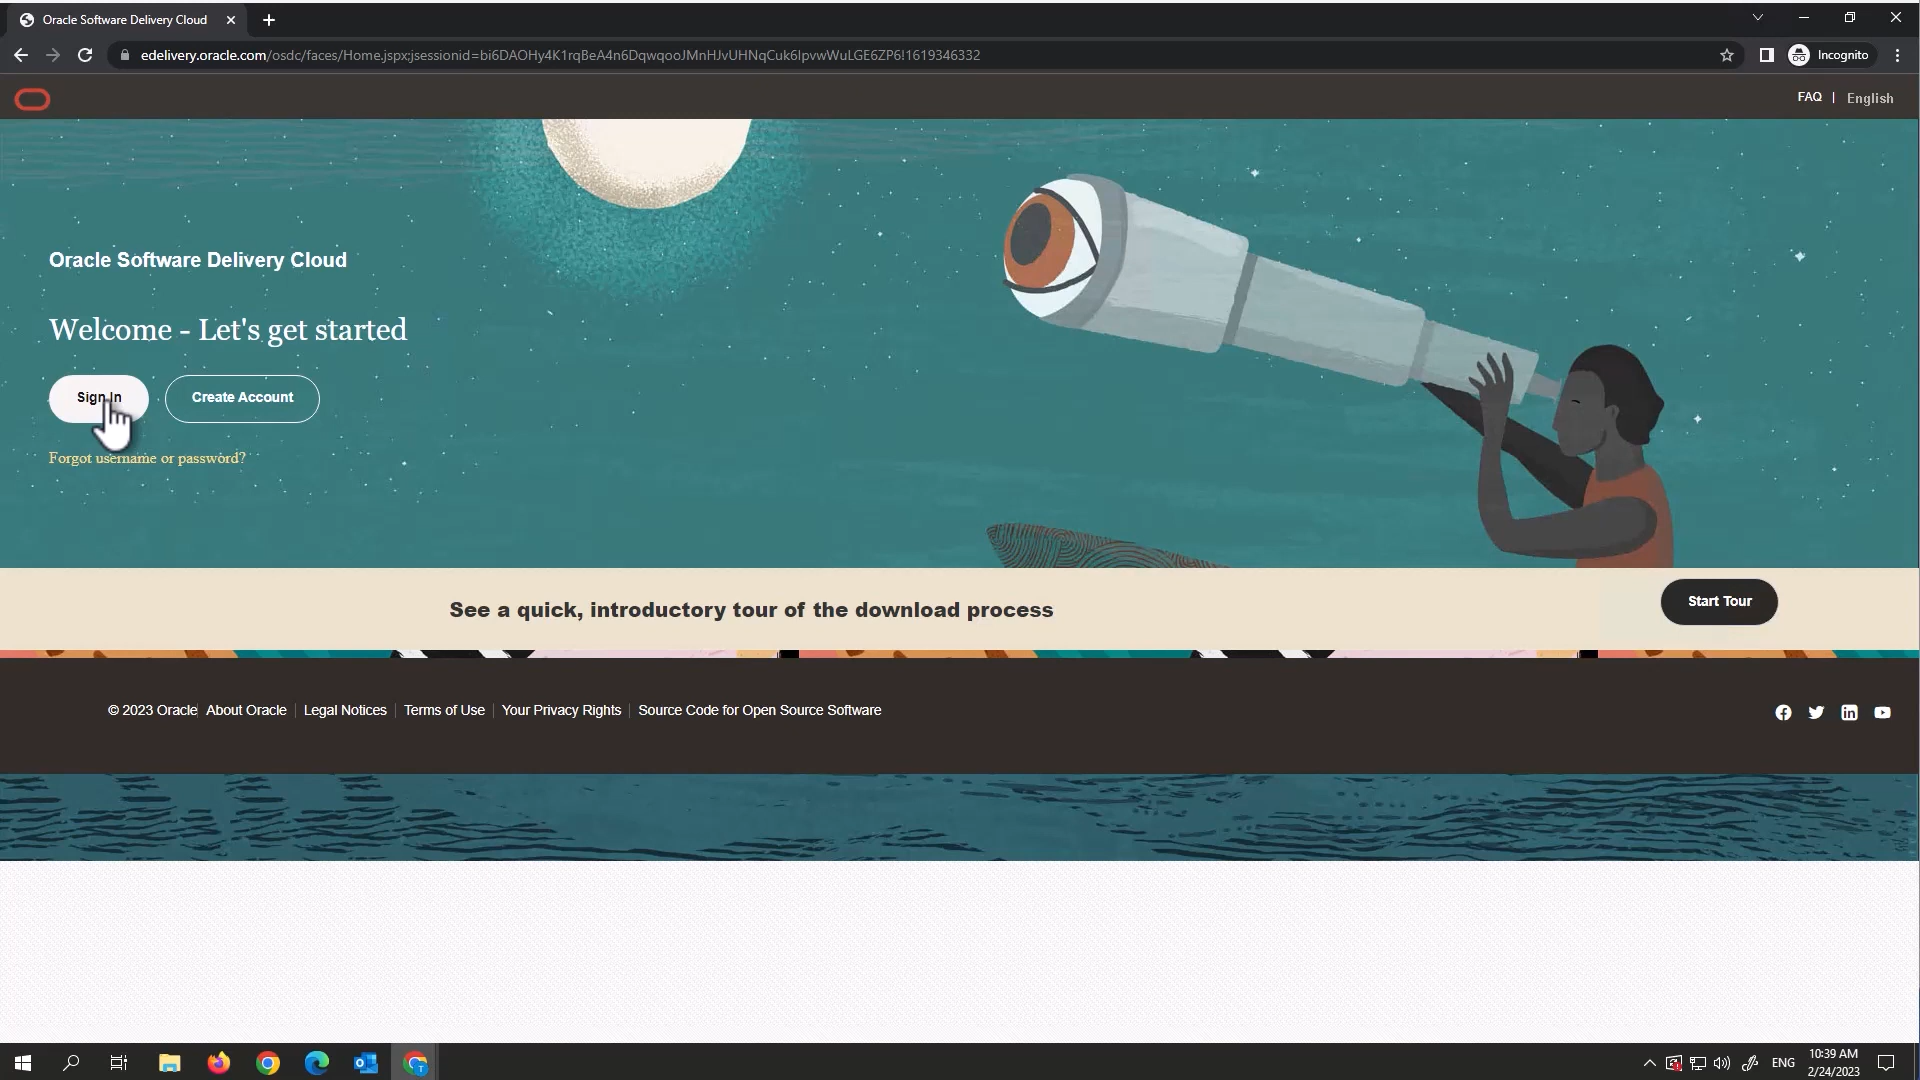 Oracle Software Delivery Cloud
edelivery.oracle.com/osdc/faces/Home.jspx;jsessionid=bi6DAOHy4K1rqBeA4n6DqwqooJMnHJvUHNqCuk6IpvwWuLGE6ZP6!1619346332
Incognito
FAQ | English
Oracle Software Delivery Cloud
Welcome - Let's get started
Sign In
Create Account
Forgot username or password?
See a quick, introductory tour of the download process
Start Tour
© 2023 Oracle | About Oracle | Legal Notices | Terms of Use | Your Privacy Rights | Source Code for Open Source Software
ENG
10:39 AM
2/24/2023